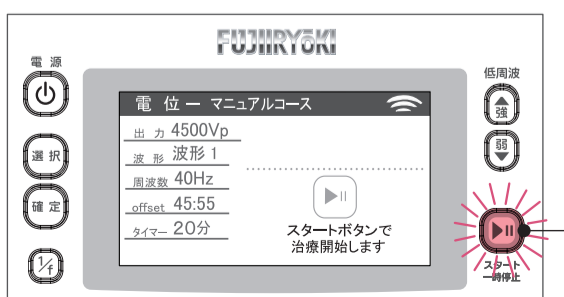 FUJIIRYŌKI
電源
低周波
強
弱
選択
確定
1/f
電 位 ー マニュアルコース
出 力 4500Vp
波 形 波形 1
周波数 40Hz
offset 45:55
タイマー 20分
スタートボタンで
治療開始します
スタート
一時停止